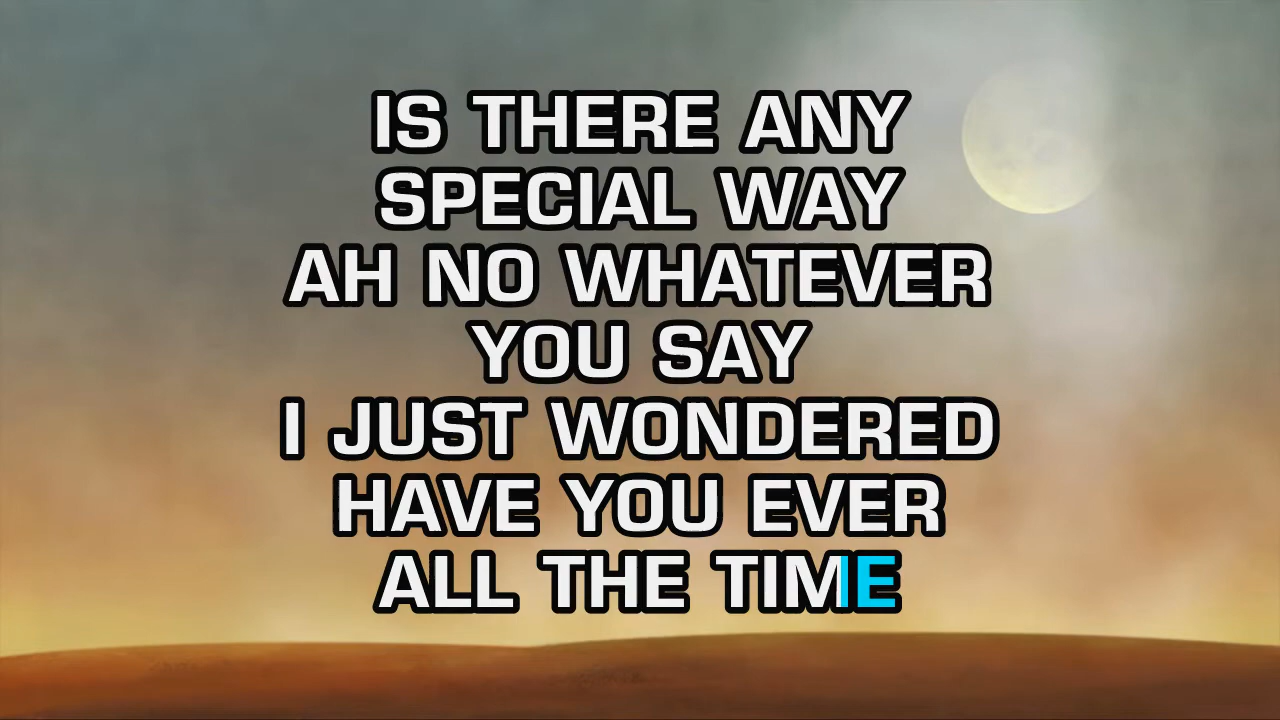 IS THERE ANY
SPECIAL WAY
AH NO WHATEVER
YOU SAY
I JUST WONDERED
HAVE YOU EVER
ALL THE TIME